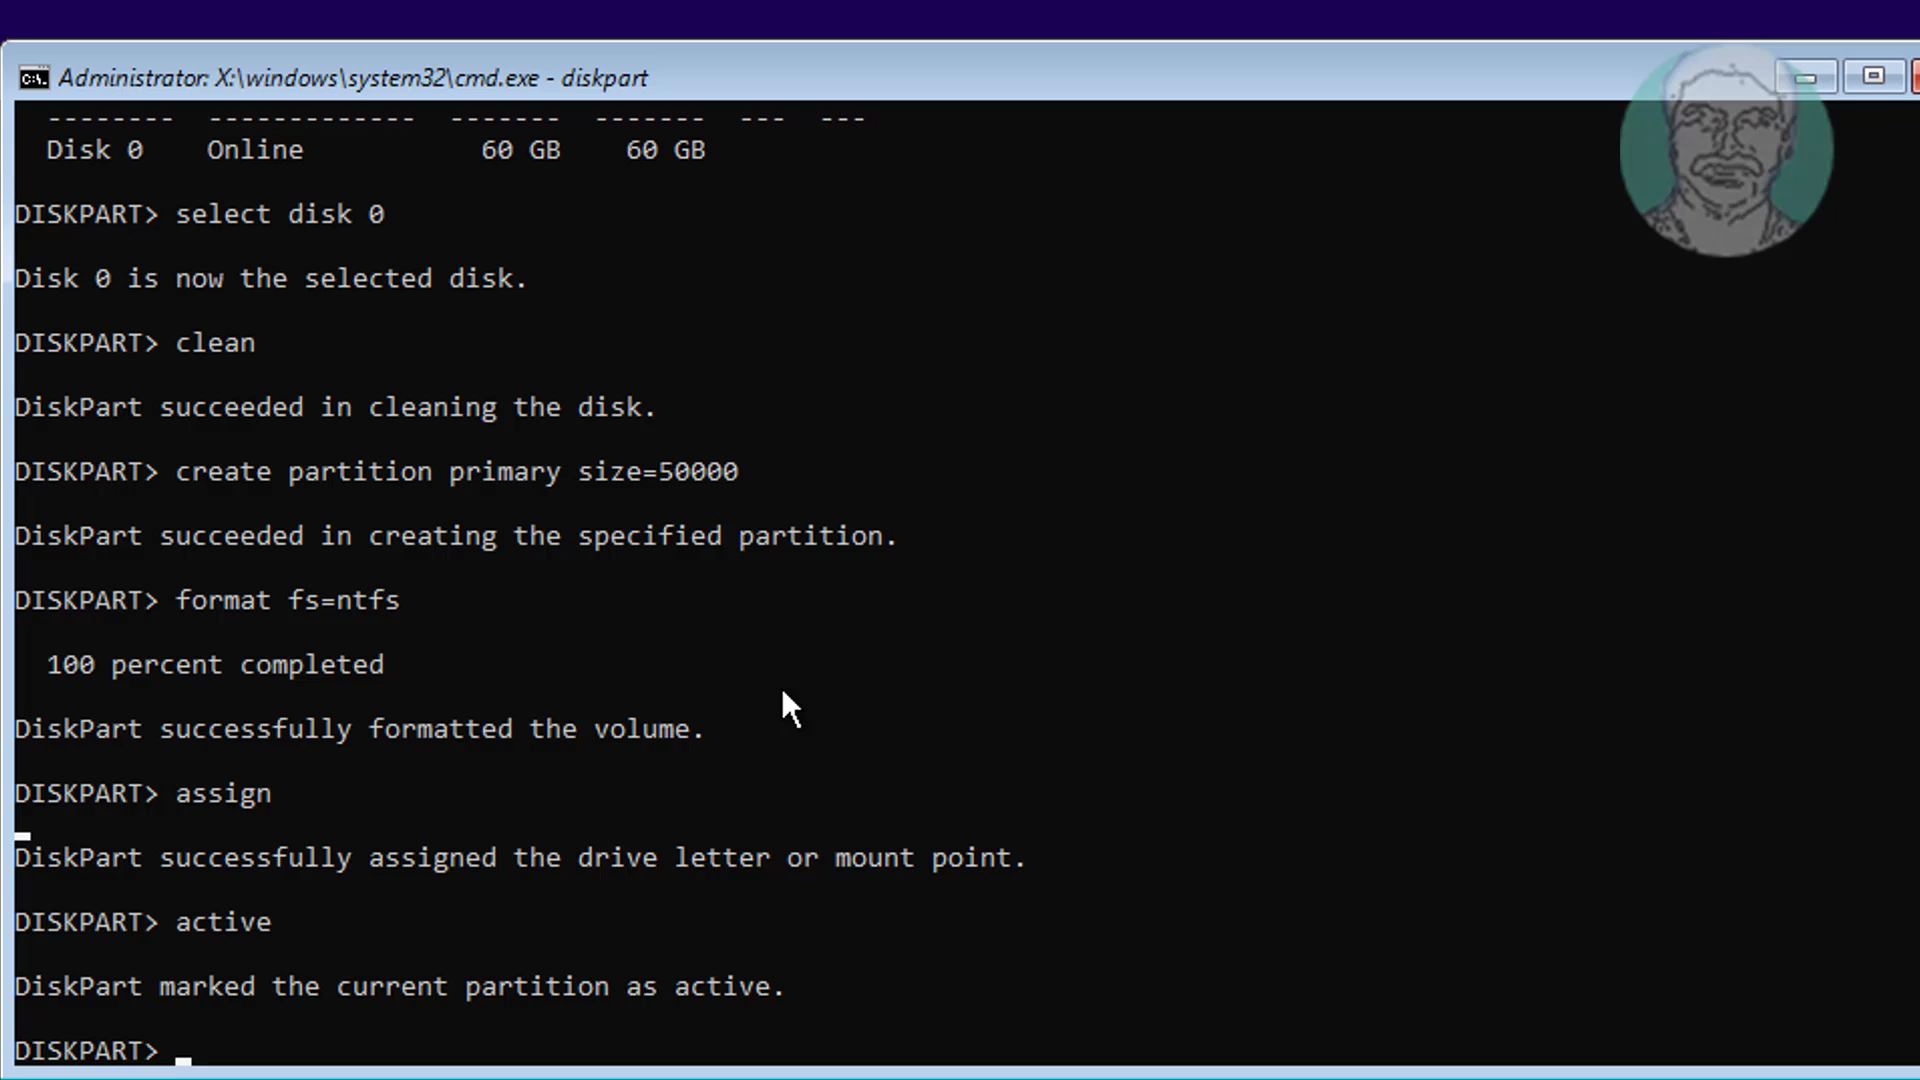 Administrator: X:\windows\system32\cmd.exe - diskpart
-------- ------------- ------- ------- --- ---
Disk 0 Online 60 GB 60 GB
DISKPART> select disk 0
Disk 0 is now the selected disk.
DISKPART> clean
DiskPart succeeded in cleaning the disk.
DISKPART> create partition primary size=50000
DiskPart succeeded in creating the specified partition.
DISKPART> format fs=ntfs
100 percent completed
DiskPart successfully formatted the volume.
DISKPART> assign
DiskPart successfully assigned the drive letter or mount point.
DISKPART> active
DiskPart marked the current partition as active.
DISKPART>